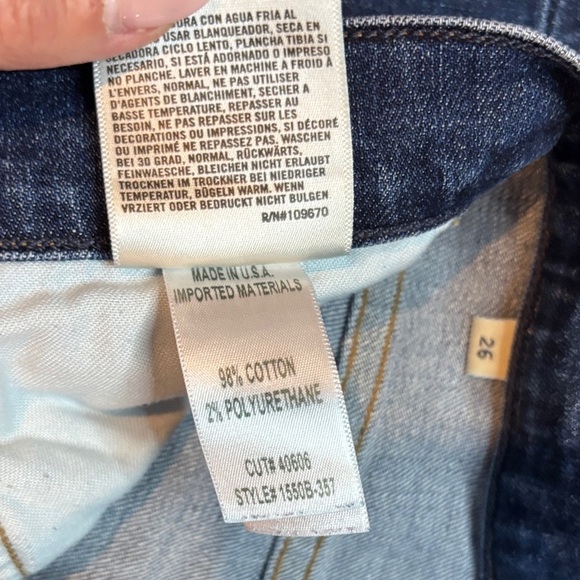 URA CON AGUA FRIA AL
USAR BLANQUEADOR, SECA EN
SECADORA CICLO LENTO, PLANCHA TIBIA SI
NECESARIO, SI ESTÁ ADORNADO O IMPRESO
NO PLANCHE. LAVER EN MACHINE A FROID À
L'ENVERS, NORMAL, NE PAS UTILISER
D'AGENTS DE BLANCHIMENT, SECHER A
BASSE TEMPERATURE, REPASSER AU
BESOIN, NE PAS REPASSER AU
DECORATIONS OU IMPRESSIONS, SI DÉCORÉ
OU IMPRIMÉ NE REPASSEZ PAS. WASCHEN
BEI 30 GRAD, NORMAL, RÜCKWÄRTS,
FEINWAESCHE, BLEICHEN NICHT ERLAUBT
TROCKNEN IM TROCKNER BEI NIEDRIGER
TEMPERATUR, BÜGELN WARM. WENN
VRZIERT ODER BEDRUCKT NICHT BULGEN
R/N#109670
MADE IN U.S.A.
IMPORTED MATERIALS
98% COTTON
2% POLYURETHANE
CUT# 40606
STYLE# 1550B-357
26